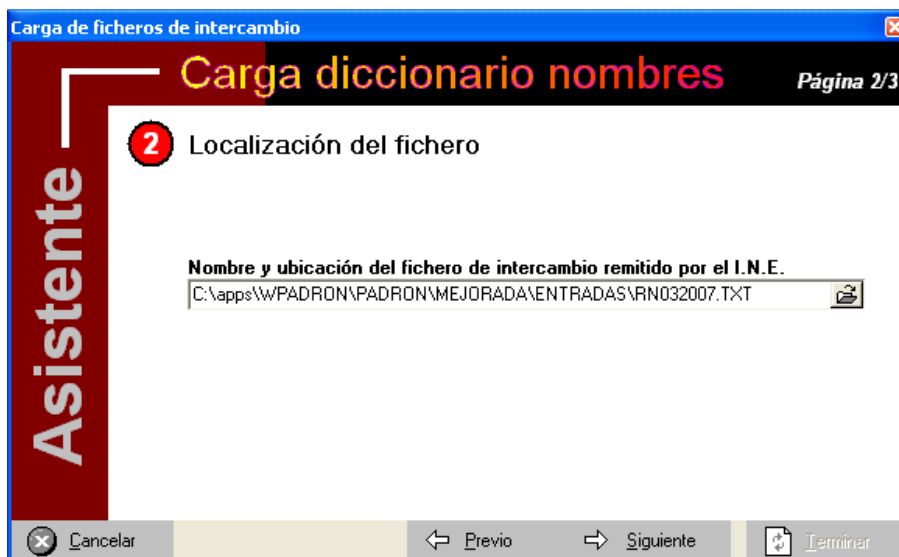 Carga de ficheros de intercambio
Carga diccionario nombres
Página 2/3
Asistente
2 Localización del fichero
Nombre y ubicación del fichero de intercambio remitido por el I.N.E.
C:\apps\WPADRON\PADRON\MEJORADA\ENTRADAS\RN032007.TXT
Cancelar
Previo
Siguiente
Terminar